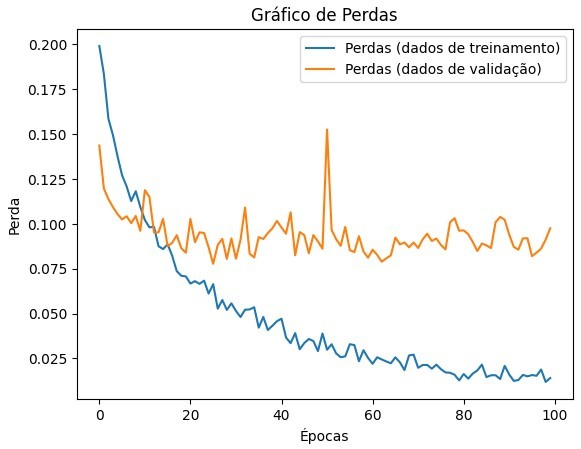 Gráfico de Perdas
Perdas (dados de treinamento)
Perdas (dados de validação)
0.200
0.175
0.150
0.125
0.100
0.075
0.050
0.025
Perda
0 20 40 60 80 100
Épocas